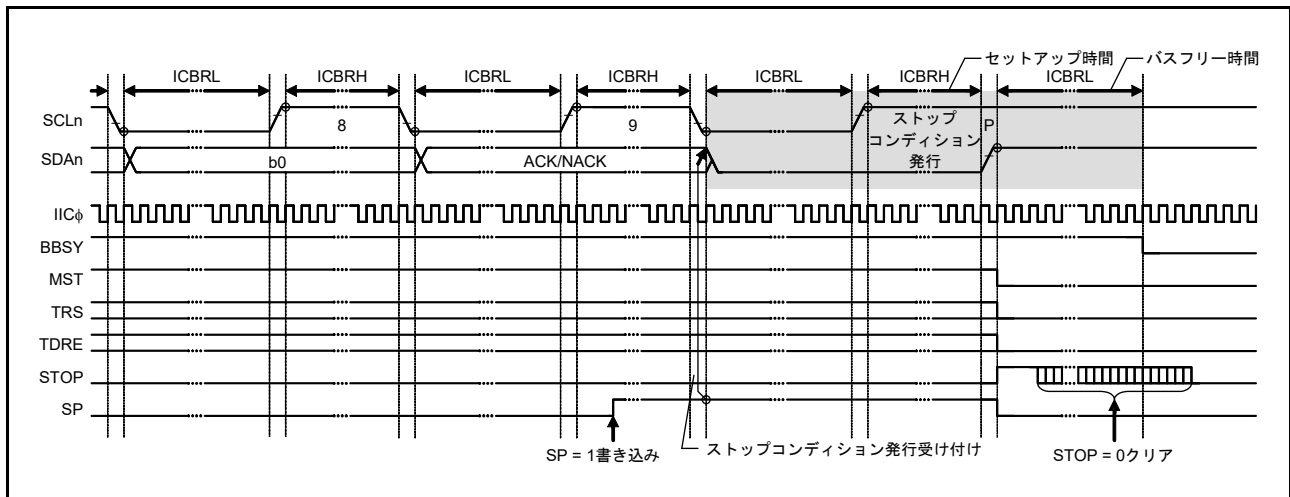 セットアップ時間
バスフリー時間
ICBRL
ICBRH
ICBRL
ICBRH
ICBRL
ICBRH
ICBRL
SCLn
8
9
ストップ
コンディション
発行
P
SDAn
b0
ACK/NACK
IICφ
BBSY
MST
TRS
TDRE
STOP
SP
SP = 1書き込み
ストップコンディション発行受け付け
STOP = 0クリア